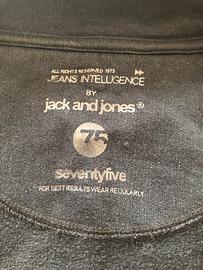 ALL RIGHTS RESERVED 1975
JEANS INTELLIGENCE
BY
jack and jones®
75
seventyfive
FOR BEST RESULTS WEAR REGULARLY